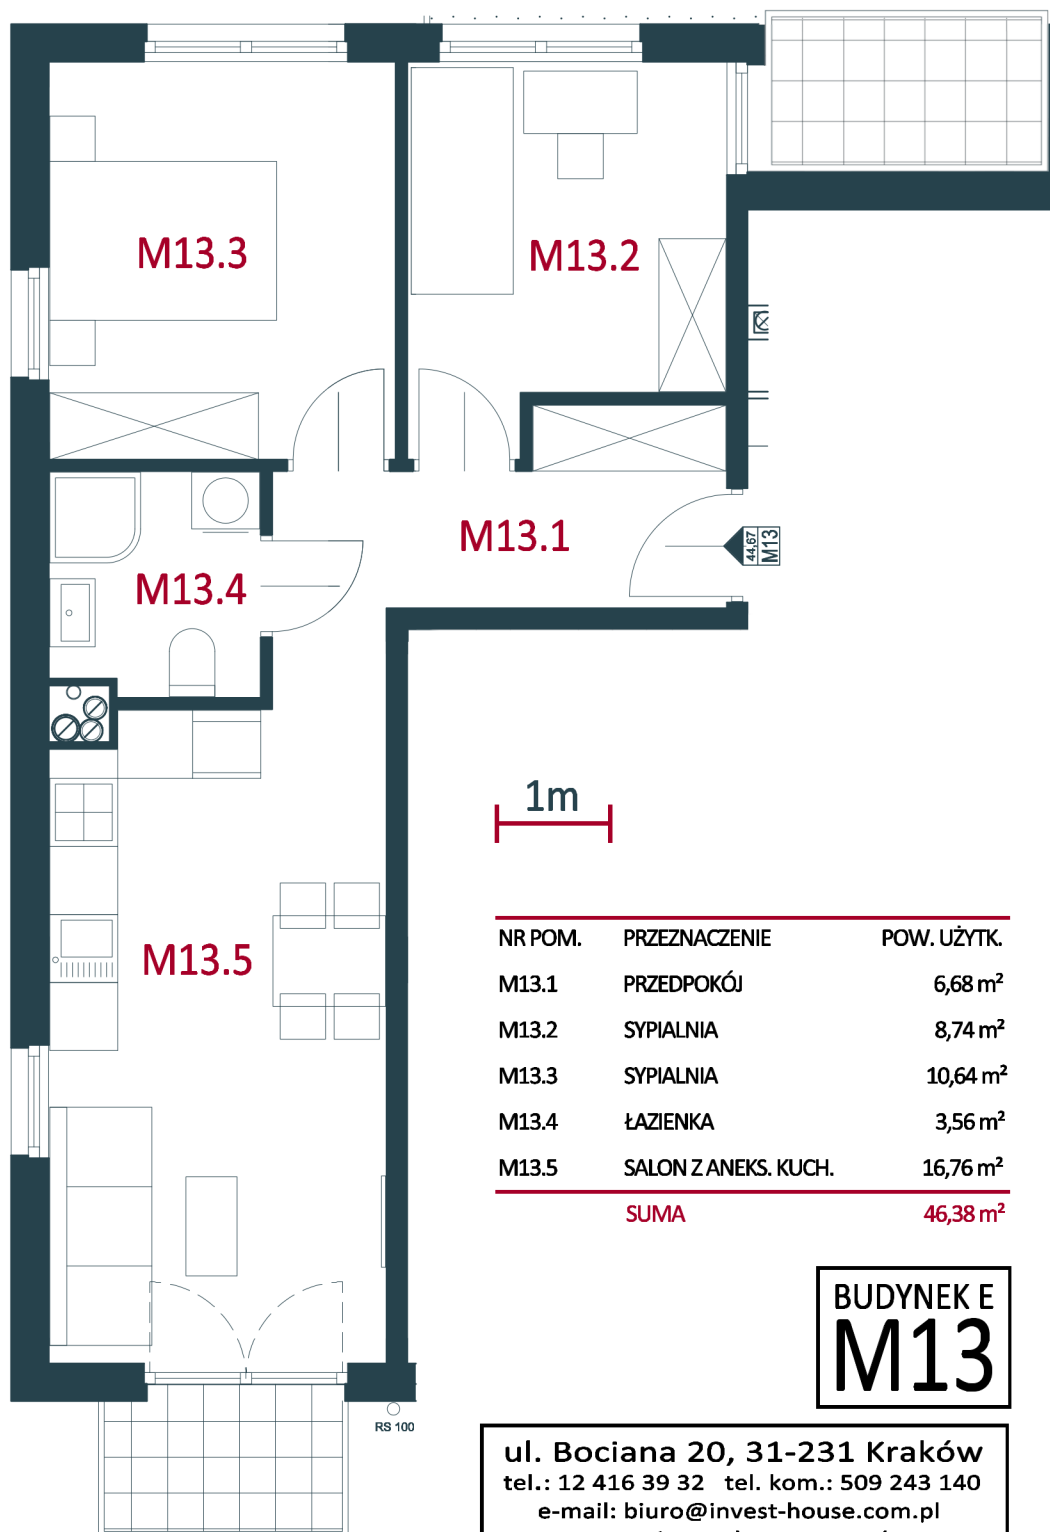 M13.3
M13.2
M13.1
44,67
M13
M13.4
1m
M13.5
NR POM. PRZEZNACZENIE POW. UŻYTK.
M13.1 PRZEDPOKÓJ 6,68 m²
M13.2 SYPIALNIA 8,74 m²
M13.3 SYPIALNIA 10,64 m²
M13.4 ŁAZIENKA 3,56 m²
M13.5 SALON Z ANEKS. KUCH. 16,76 m²
SUMA 46,38 m²
BUDYNEK E
M13
RS 100
ul. Bociana 20, 31-231 Kraków
tel.: 12 416 39 32 tel. kom.: 509 243 140
e-mail: biuro@invest-house.com.pl